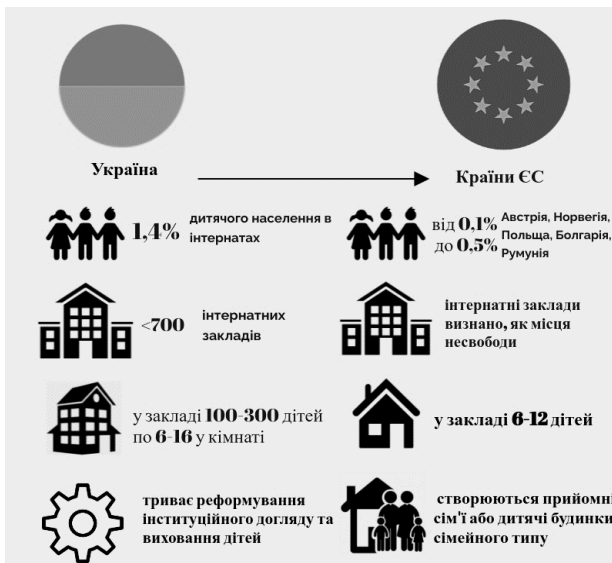 Україна
Країни ЄС
1,4%
дитячого населення в
інтернатах
від 0,1%
до 0,5%
Австрія, Норвегія,
Польща, Болгарія,
Румунія
<700
інтернатних
закладів
інтернатні заклади
визнано, як місця
несвободи
у закладі 100-300 дітей
по 6-16 у кімнаті
у закладі 6-12 дітей
триває реформування
інституційного догляду та
виховання дітей
створюються прийомні
сім'ї або дитячі будинки
сімейного типу